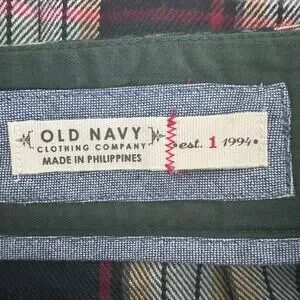 OLD NAVY
CLOTHING COMPANY
MADE IN PHILIPPINES
•est. 1 1994•